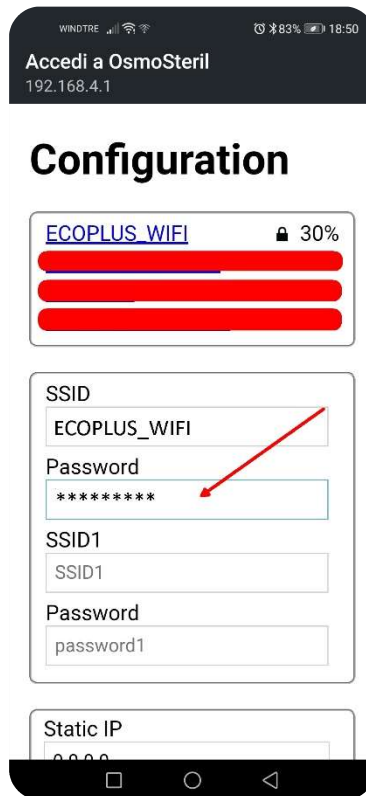 WINDTRE 83% 18:50
Accedi a OsmoSteril
192.168.4.1
Configuration
ECOPLUS_WIFI 30%
SSID
ECOPLUS_WIFI
Password
*********
SSID1
SSID1
Password
password1
Static IP